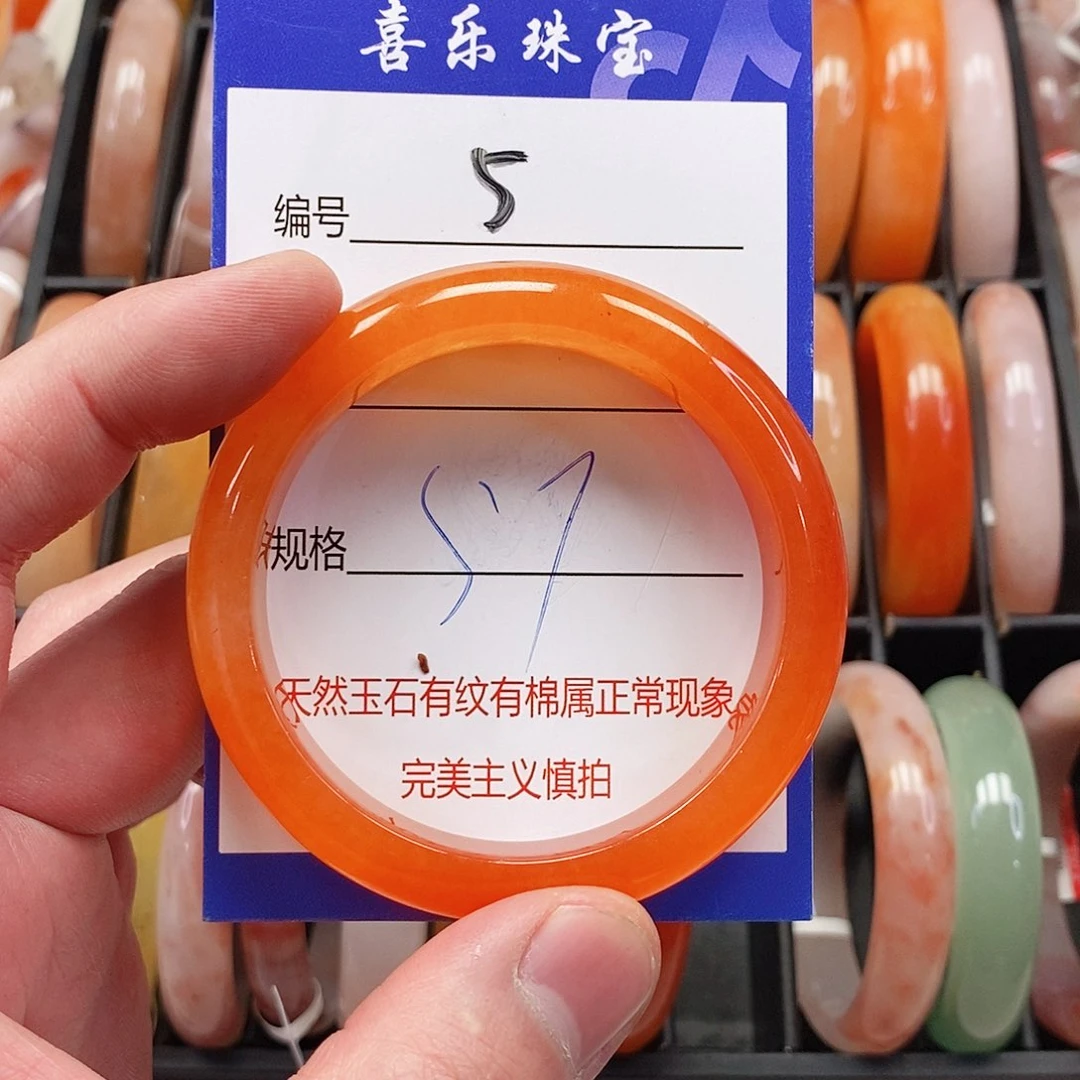 喜乐珠宝
编号 5
规格 57
天然玉石有纹有棉属正常现象
完美主义慎拍